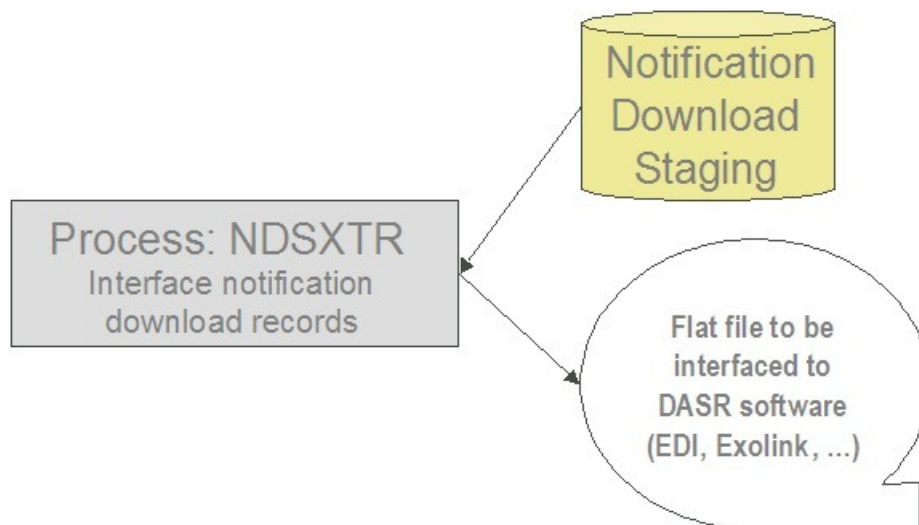 Notification
Download
Staging
Process: NDSXTR
Interface notification
download records
Flat file to be
interfaced to
DASR software
(EDI, Exolink, ...)